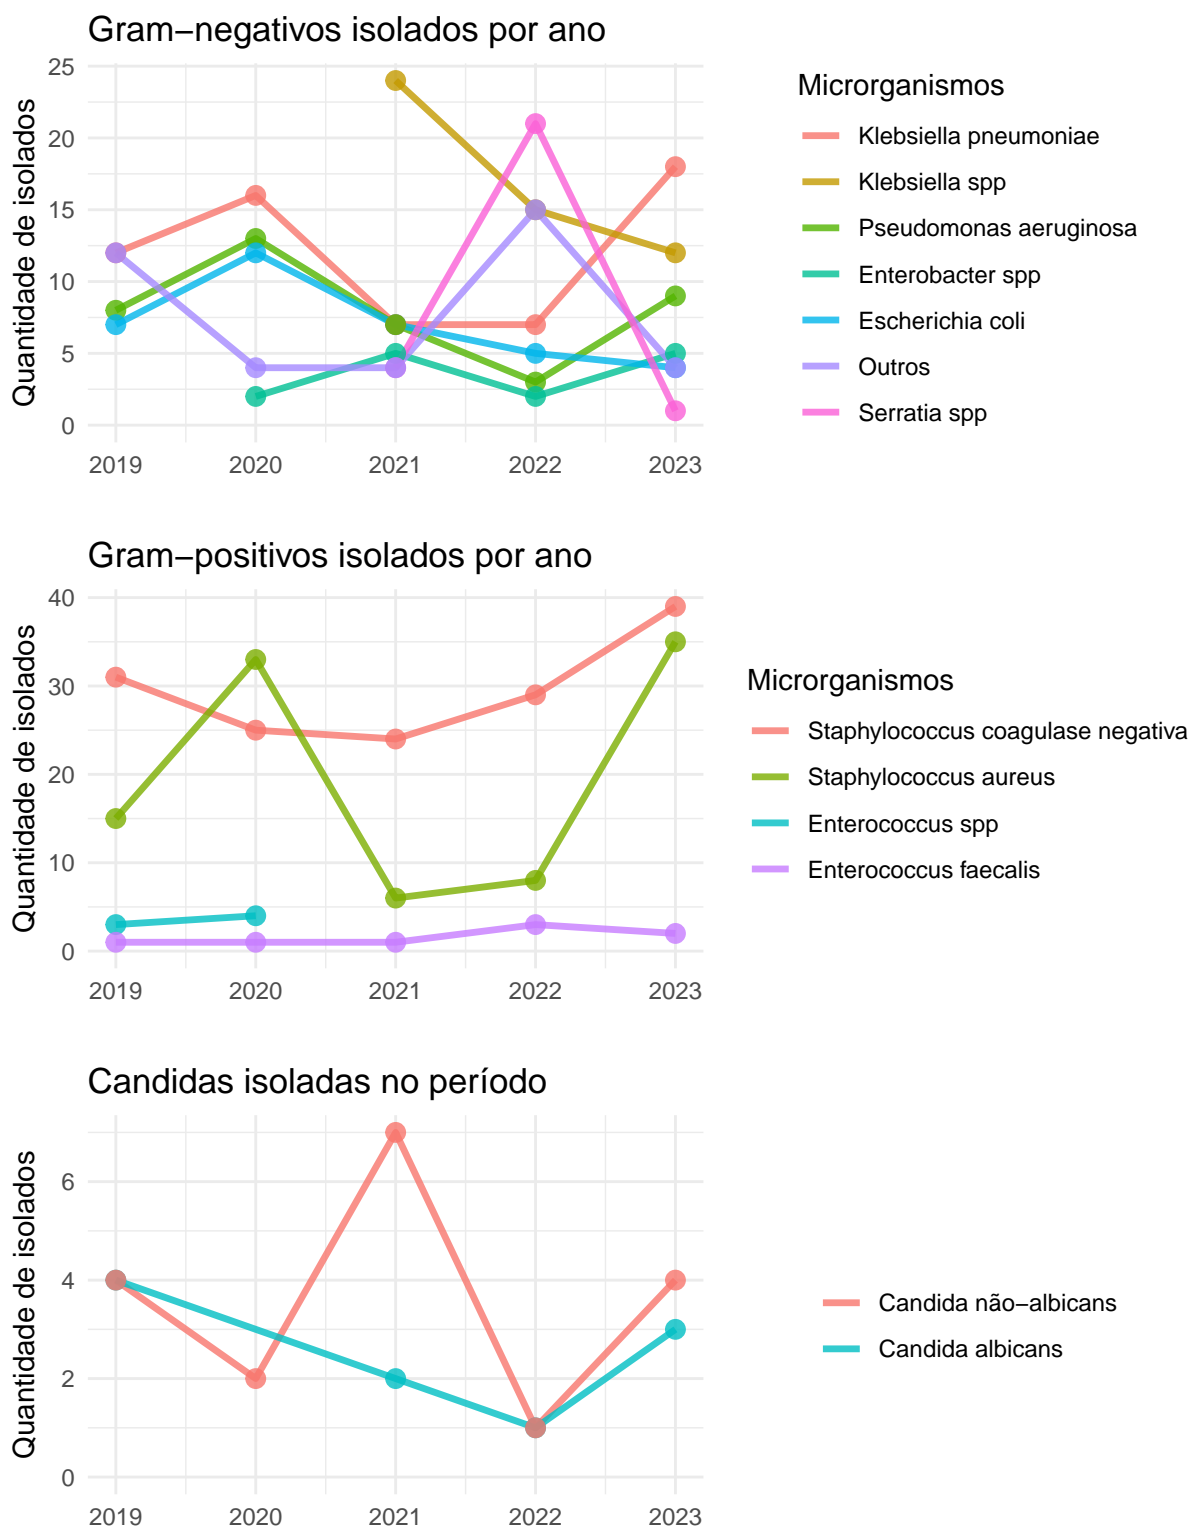 Gram−negativos isolados por ano
Quantidade de isolados
25
20
15
10
5
0
2019 2020 2021 2022 2023
Microrganismos
Klebsiella pneumoniae
Klebsiella spp
Pseudomonas aeruginosa
Enterobacter spp
Escherichia coli
Outros
Serratia spp
Gram−positivos isolados por ano
Quantidade de isolados
40
30
20
10
0
2019 2020 2021 2022 2023
Microrganismos
Staphylococcus coagulase negativa
Staphylococcus aureus
Enterococcus spp
Enterococcus faecalis
Candidas isoladas no período
Quantidade de isolados
6
4
2
0
2019 2020 2021 2022 2023
Candida não−albicans
Candida albicans